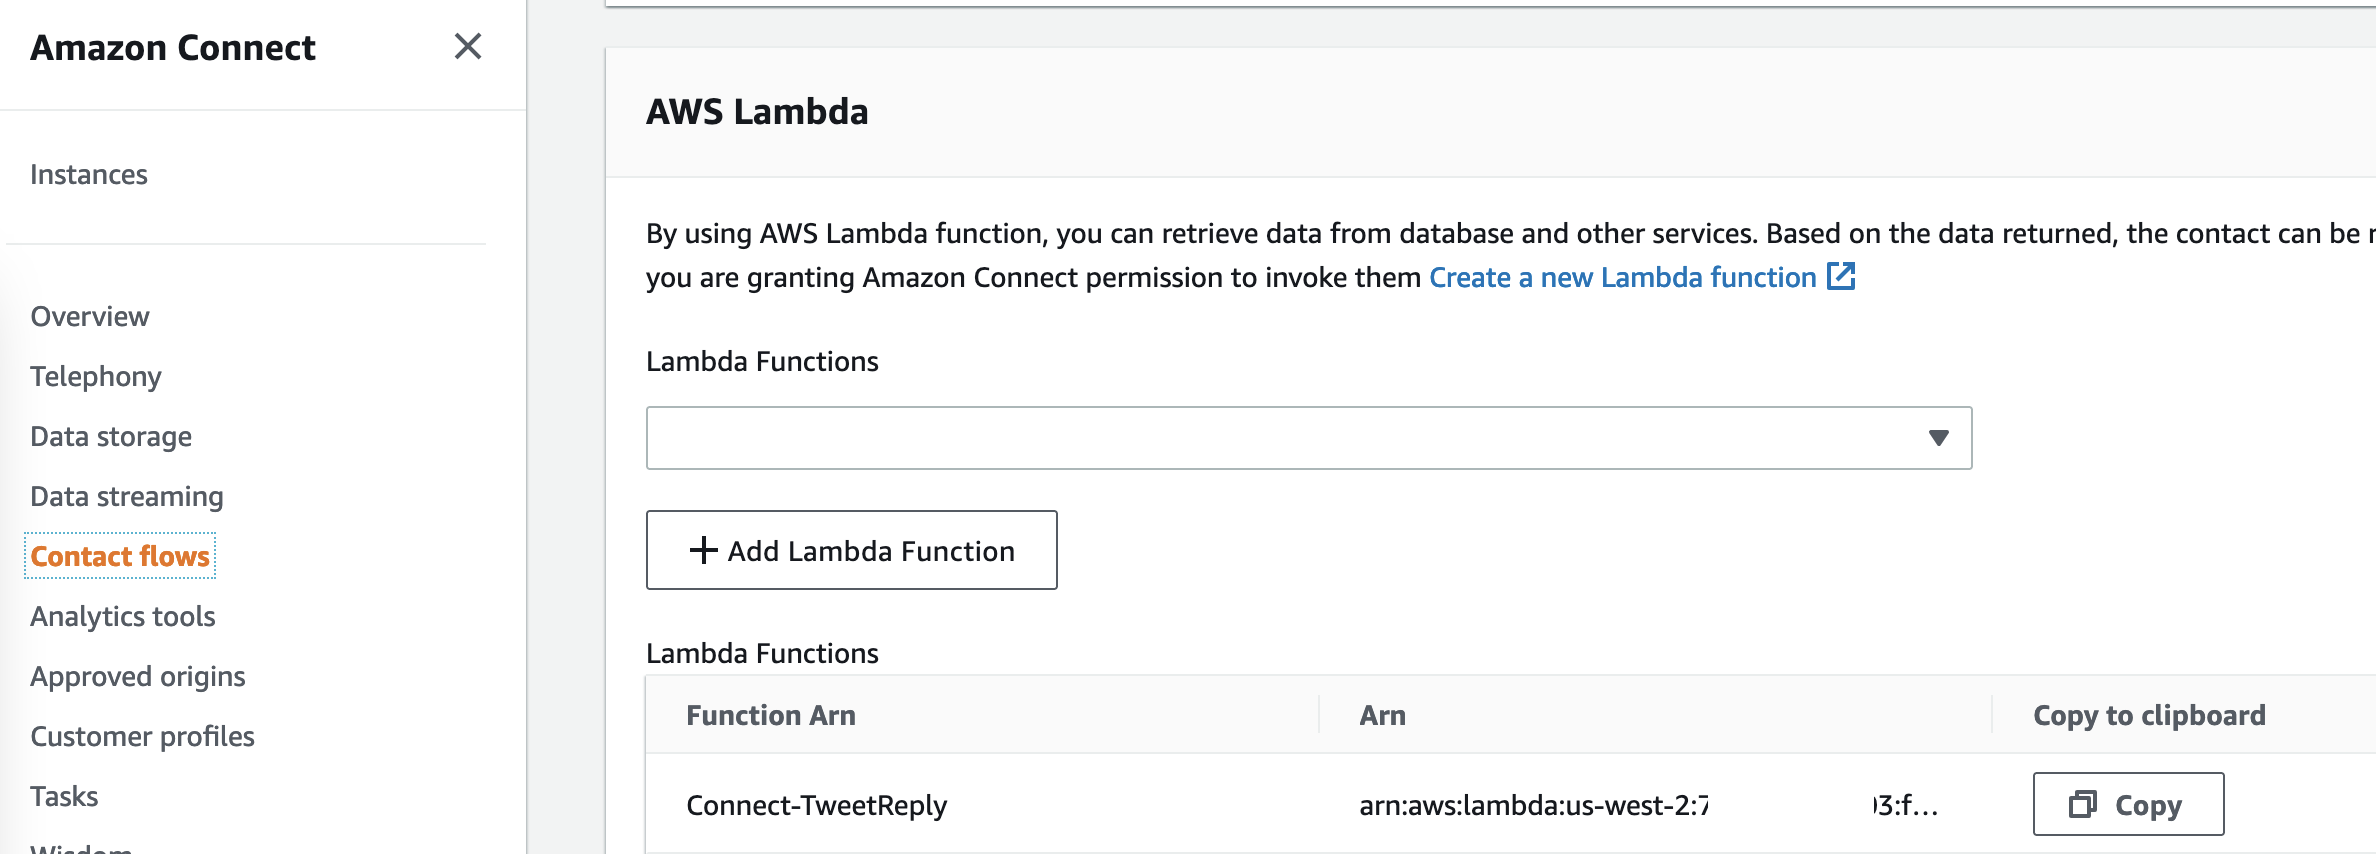 Amazon Connect
Instances
Overview
Telephony
Data storage
Data streaming
Contact flows
Analytics tools
Approved origins
Customer profiles
Tasks
Wisdom
AWS Lambda
By using AWS Lambda function, you can retrieve data from database and other services. Based on the data returned, the contact can be
you are granting Amazon Connect permission to invoke them Create a new Lambda function
Lambda Functions
Add Lambda Function
Lambda Functions
Function Arn Arn Copy to clipboard
Connect-TweetReply arn:aws:lambda:us-west-2:7 3:f... Copy